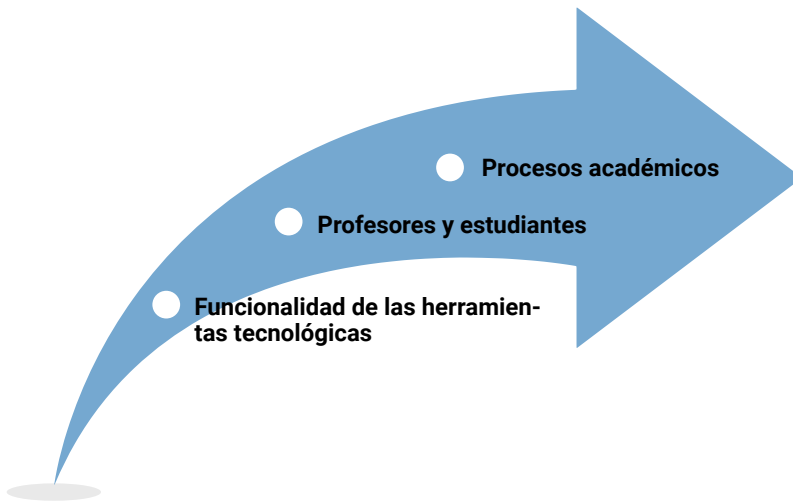 Procesos académicos
Profesores y estudiantes
Funcionalidad de las herramien-
tas tecnológicas